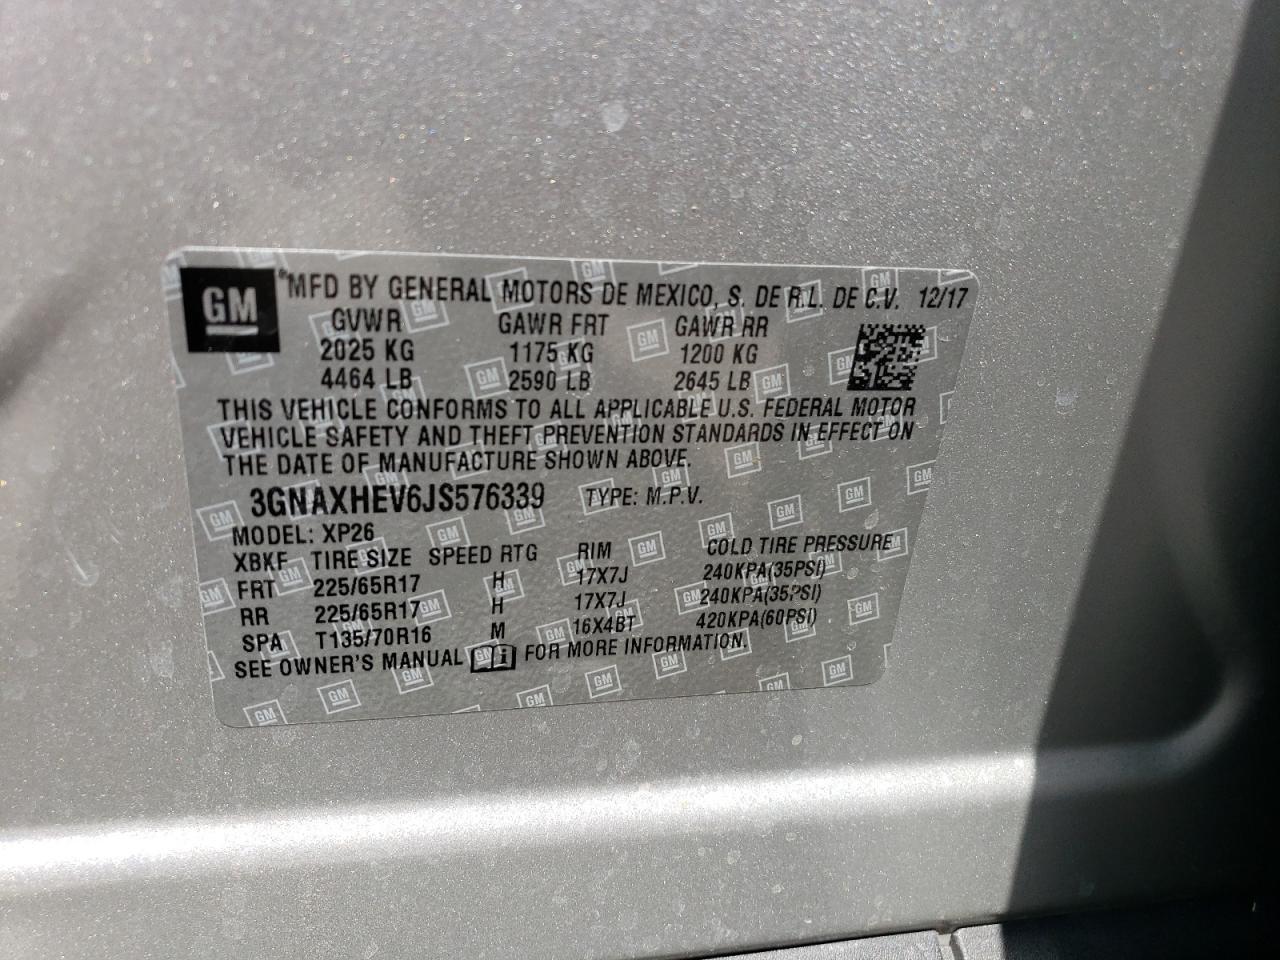 GM
®MFD BY GENERAL MOTORS DE MEXICO, S. DE R.L. DE C.V. 12/17
GVWR GAWR FRT GAWR RR
2025 KG 1175 KG 1200 KG
4464 LB 2590 LB 2645 LB
THIS VEHICLE CONFORMS TO ALL APPLICABLE U.S. FEDERAL MOTOR
VEHICLE SAFETY AND THEFT PREVENTION STANDARDS IN EFFECT ON
THE DATE OF MANUFACTURE SHOWN ABOVE.
3GNAXHEV6JS576339 TYPE: M.P.V.
MODEL: XP26
XBKF TIRE SIZE SPEED RTG RIM COLD TIRE PRESSURE
FRT 225/65R17 H 17X7J 240KPA(35PSI)
RR 225/65R17 H 17X7J 240KPA(35PSI)
SPA T135/70R16 M 16X4BT 420KPA(60PSI)
SEE OWNER'S MANUAL i FOR MORE INFORMATION.